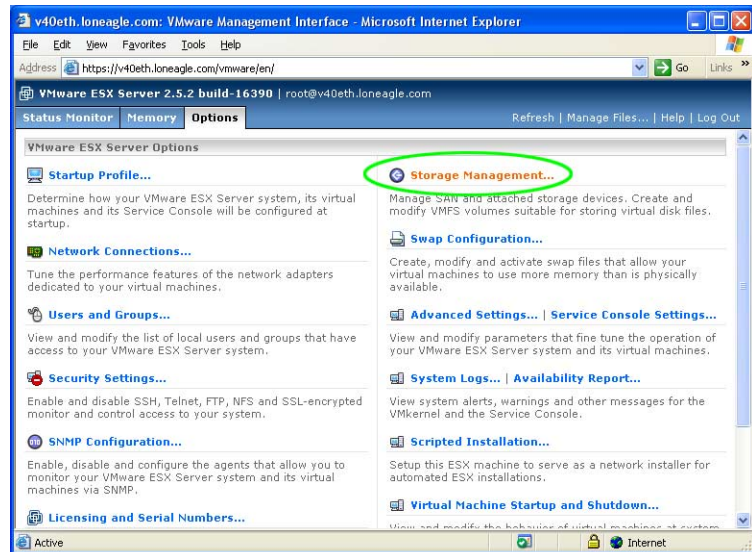 v40eth.loneagle.com: VMware Management Interface - Microsoft Internet Explorer
File Edit View Favorites Tools Help
Address https://v40eth.loneagle.com/vmware/en/ Go Links »
VMware ESX Server 2.5.2 build-16390 | root@v40eth.loneagle.com
Status Monitor Memory Options Refresh | Manage Files... | Help | Log Out
VMware ESX Server Options
Startup Profile...
Determine how your VMware ESX Server system, its virtual
machines and its Service Console will be configured at
startup.
Network Connections...
Tune the performance features of the network adapters
dedicated to your virtual machines.
Users and Groups...
View and modify the list of local users and groups that have
access to your VMware ESX Server system.
Security Settings...
Enable and disable SSH, Telnet, FTP, NFS and SSL-encrypted
monitor and control access to your system.
SNMP Configuration...
Enable, disable and configure the agents that allow you to
monitor your VMware ESX Server system and its virtual
machines via SNMP.
Licensing and Serial Numbers...
Storage Management...
Manage SAN and attached storage devices. Create and
modify VMFS volumes suitable for storing virtual disk files.
Swap Configuration...
Create, modify and activate swap files that allow your
virtual machines to use more memory than is physically
available.
Advanced Settings... | Service Console Settings...
View and modify parameters that fine tune the operation of
your VMware ESX Server system and its virtual machines.
System Logs... | Availability Report...
View system alerts, warnings and other messages for the
VMkernel and the Service Console.
Scripted Installation...
Setup this ESX machine to serve as a network installer for
automated ESX installations.
Virtual Machine Startup and Shutdown...
View and modify the behavior of virtual machines at system
Active Internet